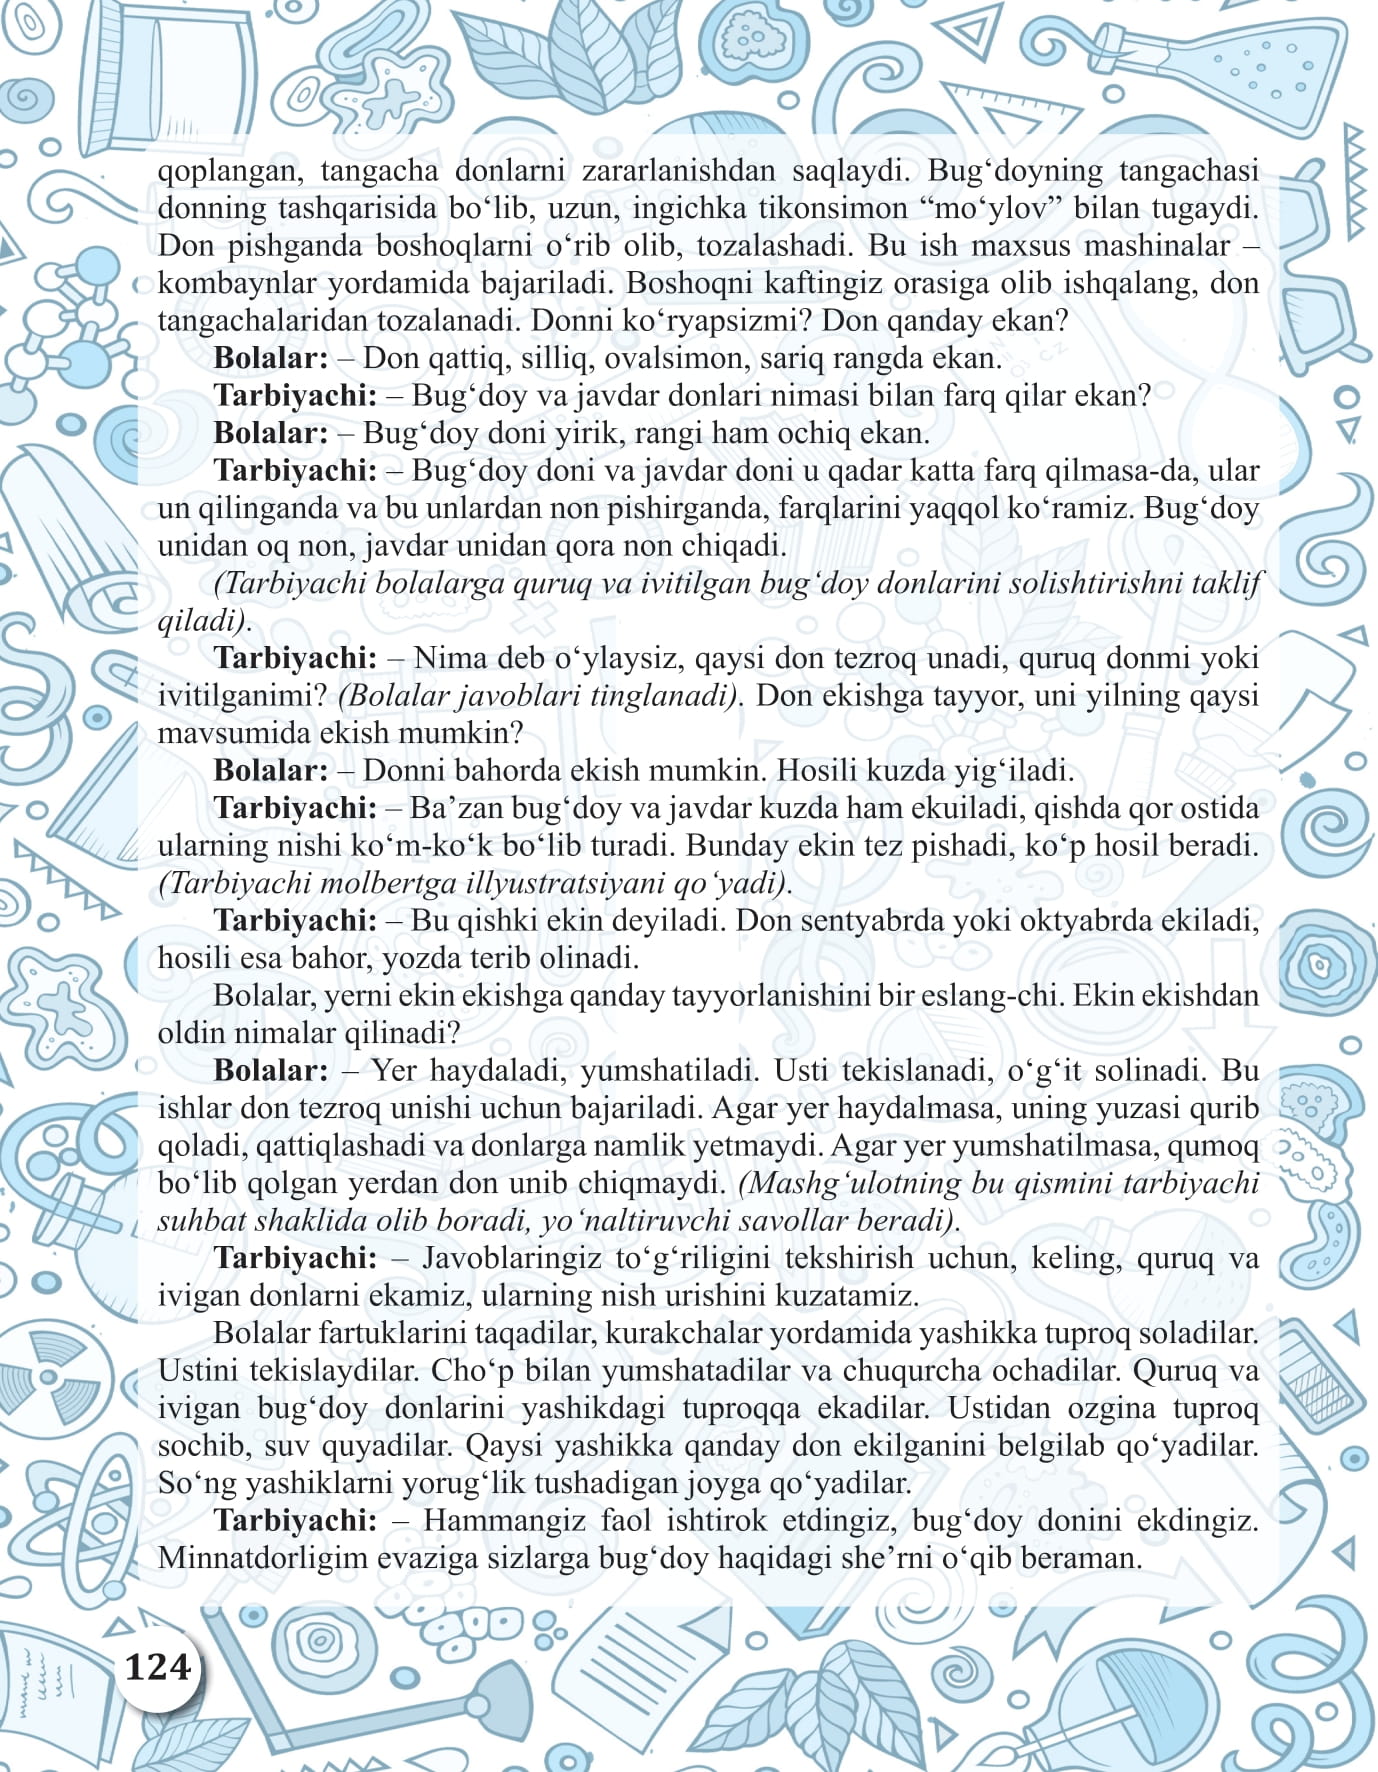 qoplangan, tangacha donlarni zararlanishdan saqlaydi. Bug‘doyning tangachasi
donning tashqarisida bo‘lib, uzun, ingichka tikonsimon “mo‘ylov” bilan tugaydi.
Don pishganda boshoqlarni o‘rib olib, tozalashadi. Bu ish maxsus mashinalar –
kombaynlar yordamida bajariladi. Boshoqni kaftingiz orasiga olib ishqalang, don
tangachalaridan tozalanadi. Donni ko‘ryapsizmi? Don qanday ekan?
Bolalar: – Don qattiq, silliq, ovalsimon, sariq rangda ekan.
Tarbiyachi: – Bug‘doy va javdar donlari nimasi bilan farq qilar ekan?
Bolalar: – Bug‘doy doni yirik, rangi ham ochiq ekan.
Tarbiyachi: – Bug‘doy doni va javdar doni u qadar katta farq qilmasa-da, ular
un qilinganda va bu unlardan non pishirganda, farqlarini yaqqol ko‘ramiz. Bug‘doy
unidan oq non, javdar unidan qora non chiqadi.
(Tarbiyachi bolalarga quruq va ivitilgan bug‘doy donlarini solishtirishni taklif
qiladi).
Tarbiyachi: – Nima deb o‘ylaysiz, qaysi don tezroq unadi, quruq donmi yoki
ivitilganimi? (Bolalar javoblari tinglanadi). Don ekishga tayyor, uni yilning qaysi
mavsumida ekish mumkin?
Bolalar: – Donni bahorda ekish mumkin. Hosili kuzda yig‘iladi.
Tarbiyachi: – Ba’zan bug‘doy va javdar kuzda ham ekuiladi, qishda qor ostida
ularning nishi ko‘m-ko‘k bo‘lib turadi. Bunday ekin tez pishadi, ko‘p hosil beradi.
(Tarbiyachi molbertga illyustratsiyani qo‘yadi).
Tarbiyachi: – Bu qishki ekin deyiladi. Don sentyabrda yoki oktyabrda ekiladi,
hosili esa bahor, yozda terib olinadi.
Bolalar, yerni ekin ekishga qanday tayyorlanishini bir eslang-chi. Ekin ekishdan
oldin nimalar qilinadi?
Bolalar: – Yer haydaladi, yumshatiladi. Usti tekislanadi, o‘g‘it solinadi. Bu
ishlar don tezroq unishi uchun bajariladi. Agar yer haydalmasa, uning yuzasi qurib
qoladi, qattiqlashadi va donlarga namlik yetmaydi. Agar yer yumshatilmasa, qumoq
bo‘lib qolgan yerdan don unib chiqmaydi. (Mashg‘ulotning bu qismini tarbiyachi
suhbat shaklida olib boradi, yo‘naltiruvchi savollar beradi).
Tarbiyachi: – Javoblaringiz to‘g‘riligini tekshirish uchun, keling, quruq va
ivigan donlarni ekamiz, ularning nish urishini kuzatamiz.
Bolalar fartuklarini taqadilar, kurakchalar yordamida yashikka tuproq soladilar.
Ustini tekislaydilar. Cho‘p bilan yumshatadilar va chuqurcha ochadilar. Quruq va
ivigan bug‘doy donlarini yashikdagi tuproqqa ekadilar. Ustidan ozgina tuproq
sochib, suv quyadilar. Qaysi yashikka qanday don ekilganini belgilab qo‘yadilar.
So‘ng yashiklarni yorug‘lik tushadigan joyga qo‘yadilar.
Tarbiyachi: – Hammangiz faol ishtirok etdingiz, bug‘doy donini ekdingiz.
Minnatdorligim evaziga sizlarga bug‘doy haqidagi she’rni o‘qib beraman.
124